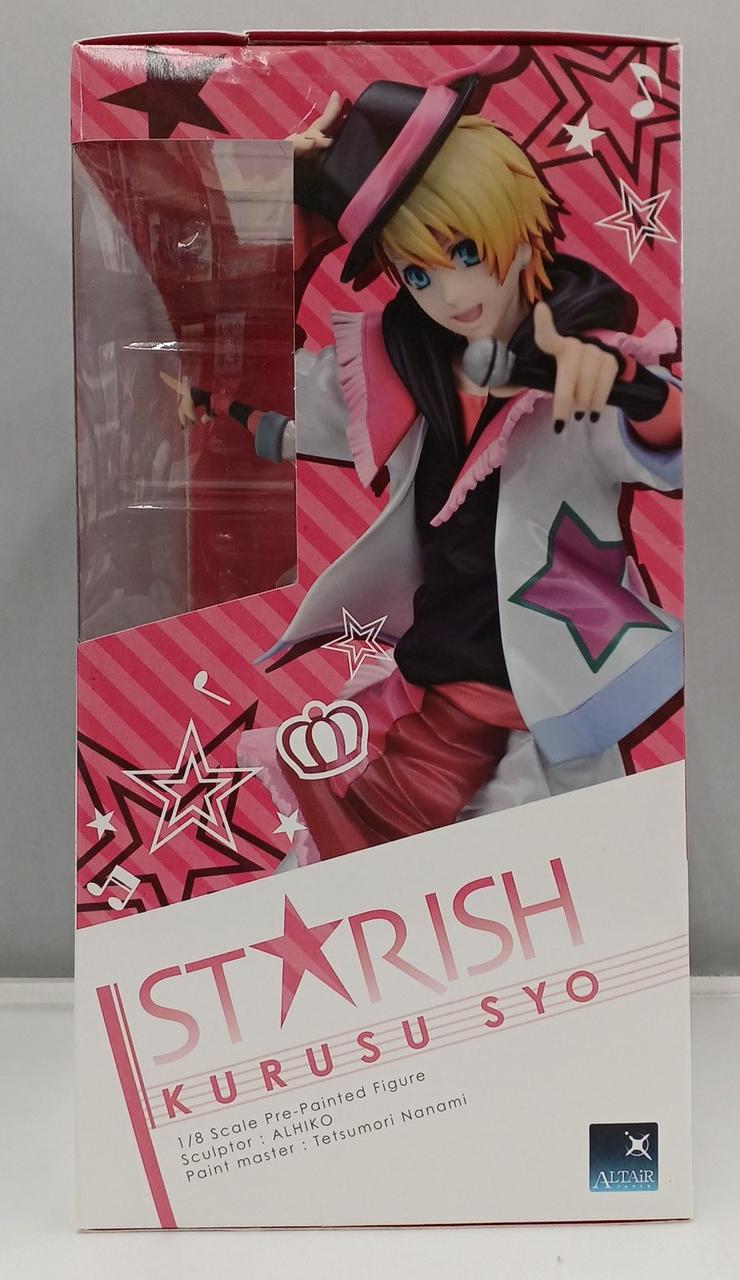 ST★RISH
KURUSU SYO
1/8 Scale Pre-Painted Figure
Sculptor : ALHIKO
Paint master : Tetsumori Nanami
ALTAiR